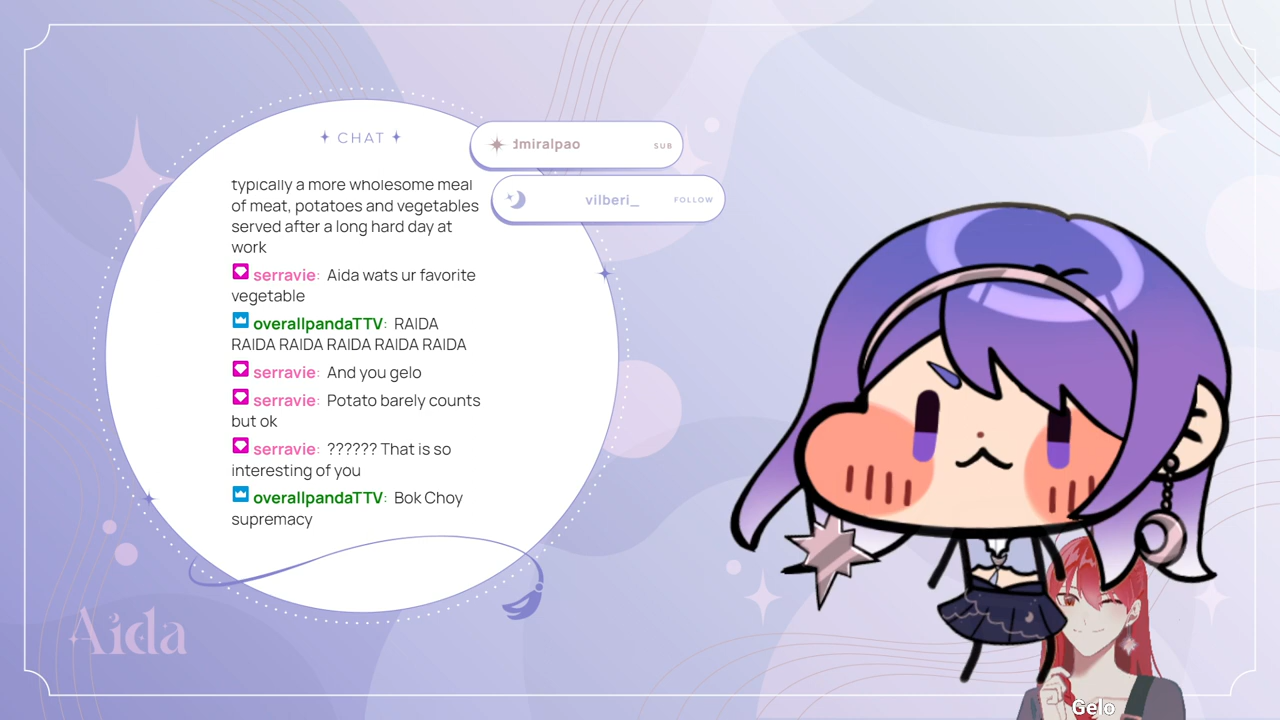 CHAT
typically a more wholesome meal
of meat, potatoes and vegetables
served after a long hard day at
work
serravie: Aida wats ur favorite
vegetable
overallpandaTTV: RAIDA
RAIDA RAIDA RAIDA RAIDA RAIDA
serravie: And you gelo
serravie: Potato barely counts
but ok
serravie: ?????? That is so
interesting of you
overallpandaTTV: Bok Choy
supremacy
dmiralpao SUB
vilberi_ FOLLOW
Aida
Gelo